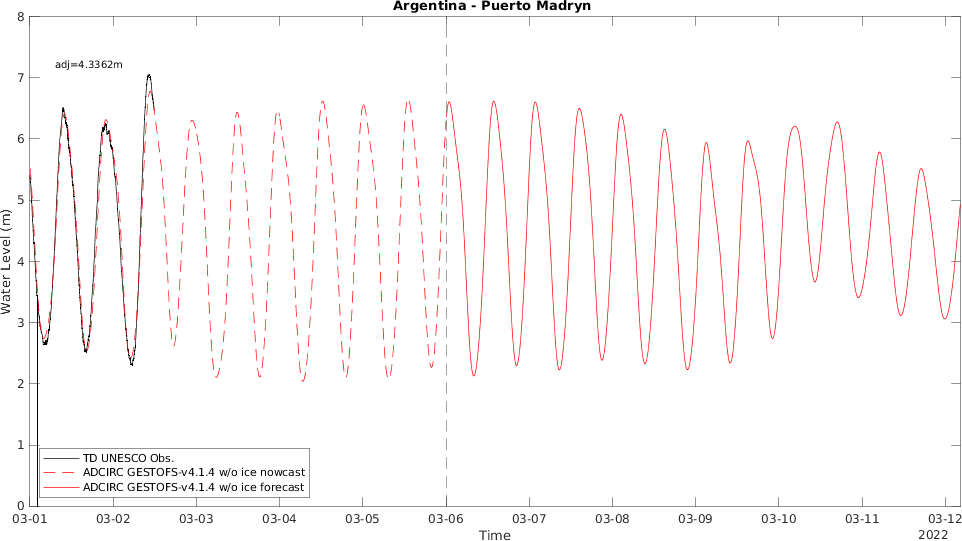 Argentina - Puerto Madryn
8
7
6
5
4
3
2
1
0
Water Level (m)
adj=4.3362m
TD UNESCO Obs.
ADCIRC GESTOFS-v4.1.4 w/o ice nowcast
ADCIRC GESTOFS-v4.1.4 w/o ice forecast
03-01 03-02 03-03 03-04 03-05 03-06 03-07 03-08 03-09 03-10 03-11 03-12
Time
2022